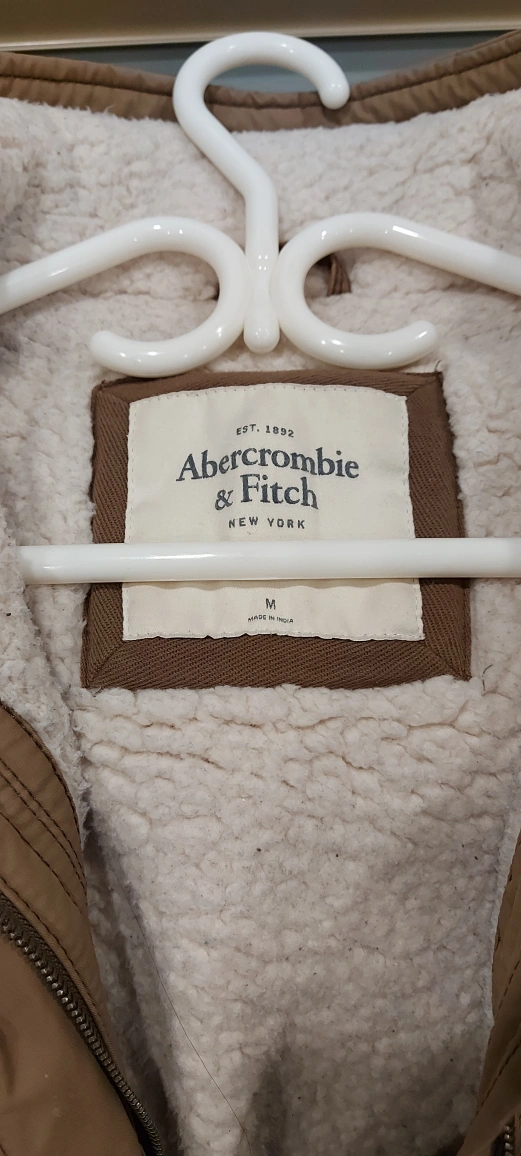 EST. 1892
Abercrombie
& Fitch
NEW YORK
M
MADE IN INDIA